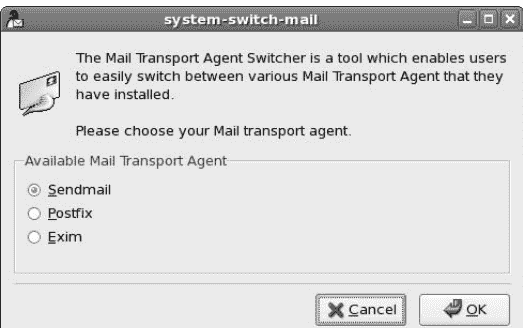 system-switch-mail
The Mail Transport Agent Switcher is a tool which enables users
to easily switch between various Mail Transport Agent that they
have installed.
Please choose your Mail transport agent.
Available Mail Transport Agent
Sendmail
Postfix
Exim
Cancel
OK